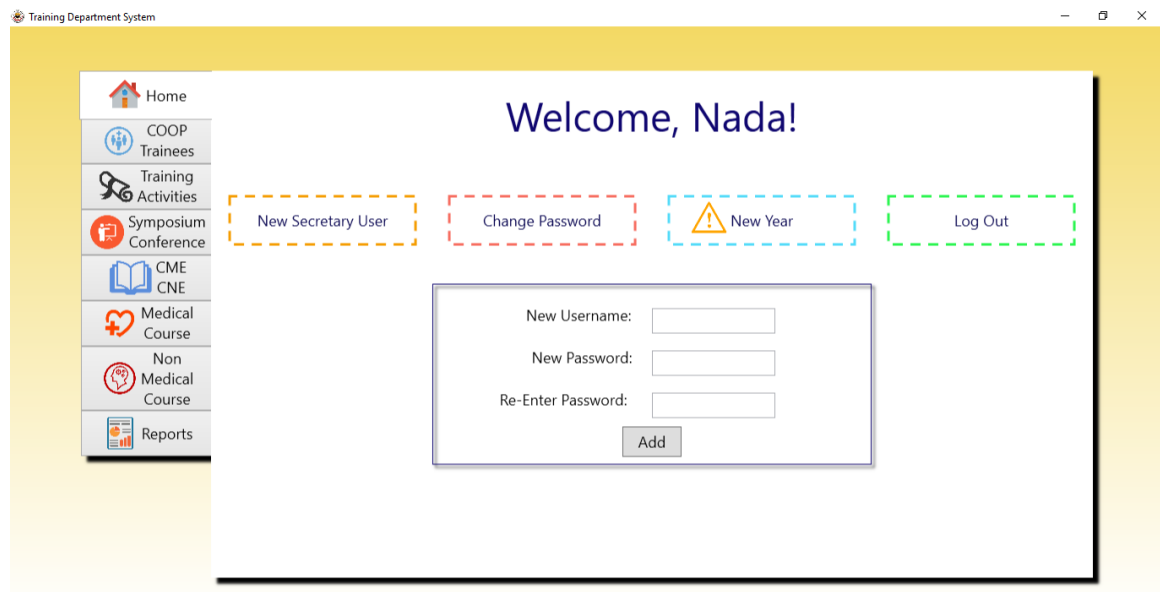 Training Department System
Home
COOP
Trainees
Training
Activities
Symposium
Conference
CME
CNE
Medical
Course
Non
Medical
Course
Reports
Welcome, Nada!
New Secretary User
Change Password
New Year
Log Out
New Username:
New Password:
Re-Enter Password:
Add